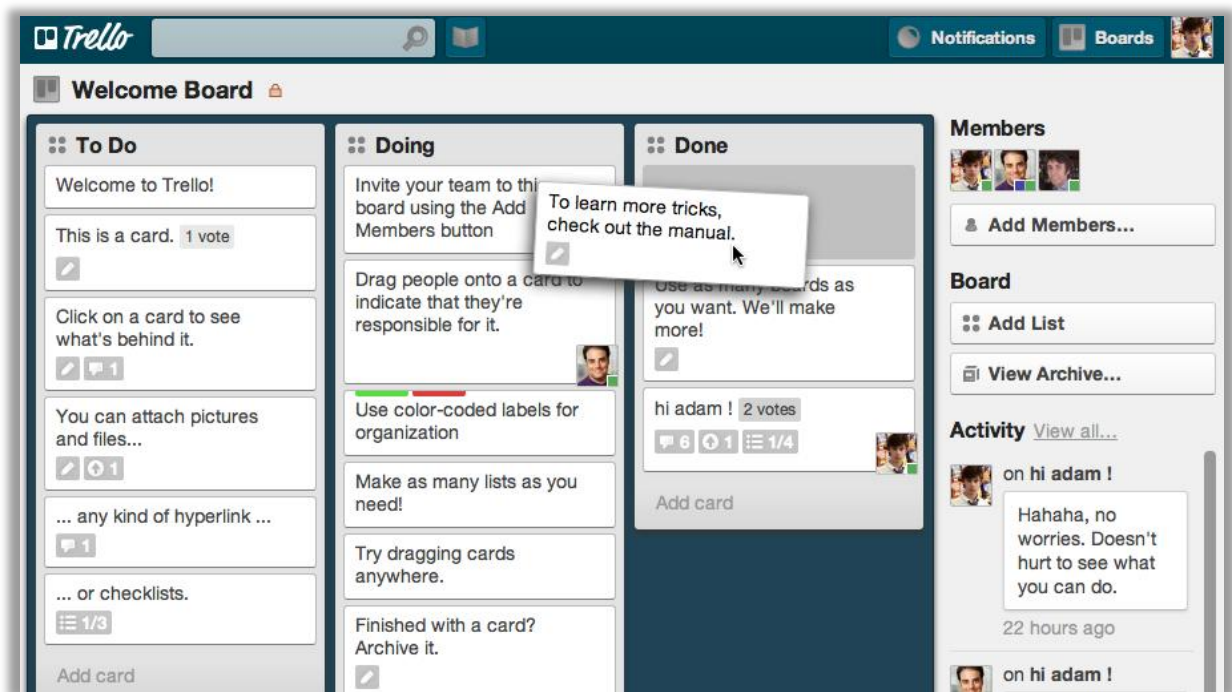 Trello
Notifications
Boards
Welcome Board
To Do
Welcome to Trello!
This is a card. 1 vote
Click on a card to see
what's behind it.
1
You can attach pictures
and files...
1
... any kind of hyperlink ...
1
... or checklists.
1/3
Add card
Doing
Invite your team to
board using the Add
Members button
Drag people onto a card to
indicate that they're
responsible for it.
Use color-coded labels for
organization
Make as many lists as you
need!
Try dragging cards
anywhere.
Finished with a card?
Archive it.
To learn more tricks,
check out the manual.
Done
Use as many boards as
you want. We'll make
more!
hi adam ! 2 votes
6 1 1/4
Add card
Members
Add Members...
Board
Add List
View Archive...
Activity View all...
on hi adam !
Hahaha, no
worries. Doesn't
hurt to see what
you can do.
22 hours ago
on hi adam !